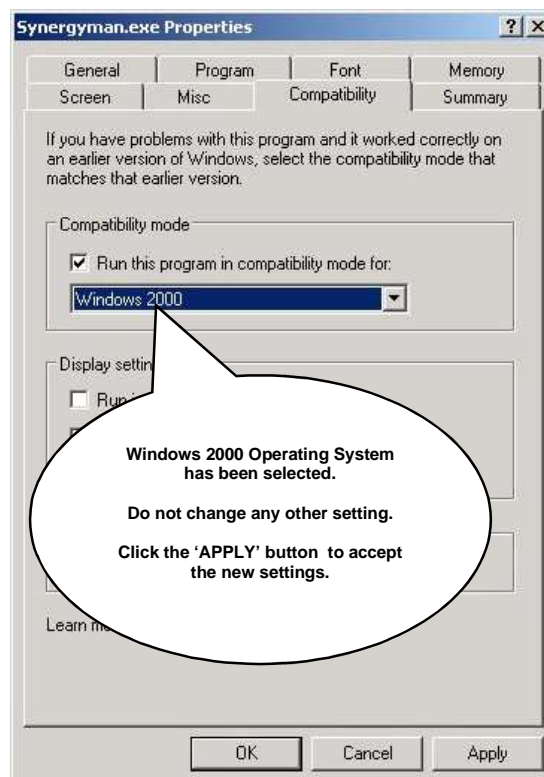 Synergyman.exe Properties
? X
General Program Font Memory
Screen Misc Compatibility Summary
If you have problems with this program and it worked correctly on
an earlier version of Windows, select the compatibility mode that
matches that earlier version.
Compatibility mode
Run this program in compatibility mode for:
Windows 2000
Display
Windows 2000 Operating System
has been selected.
Do not change any other setting.
Click the ‘APPLY’ button to accept
the new settings.
Learn
OK Cancel Apply